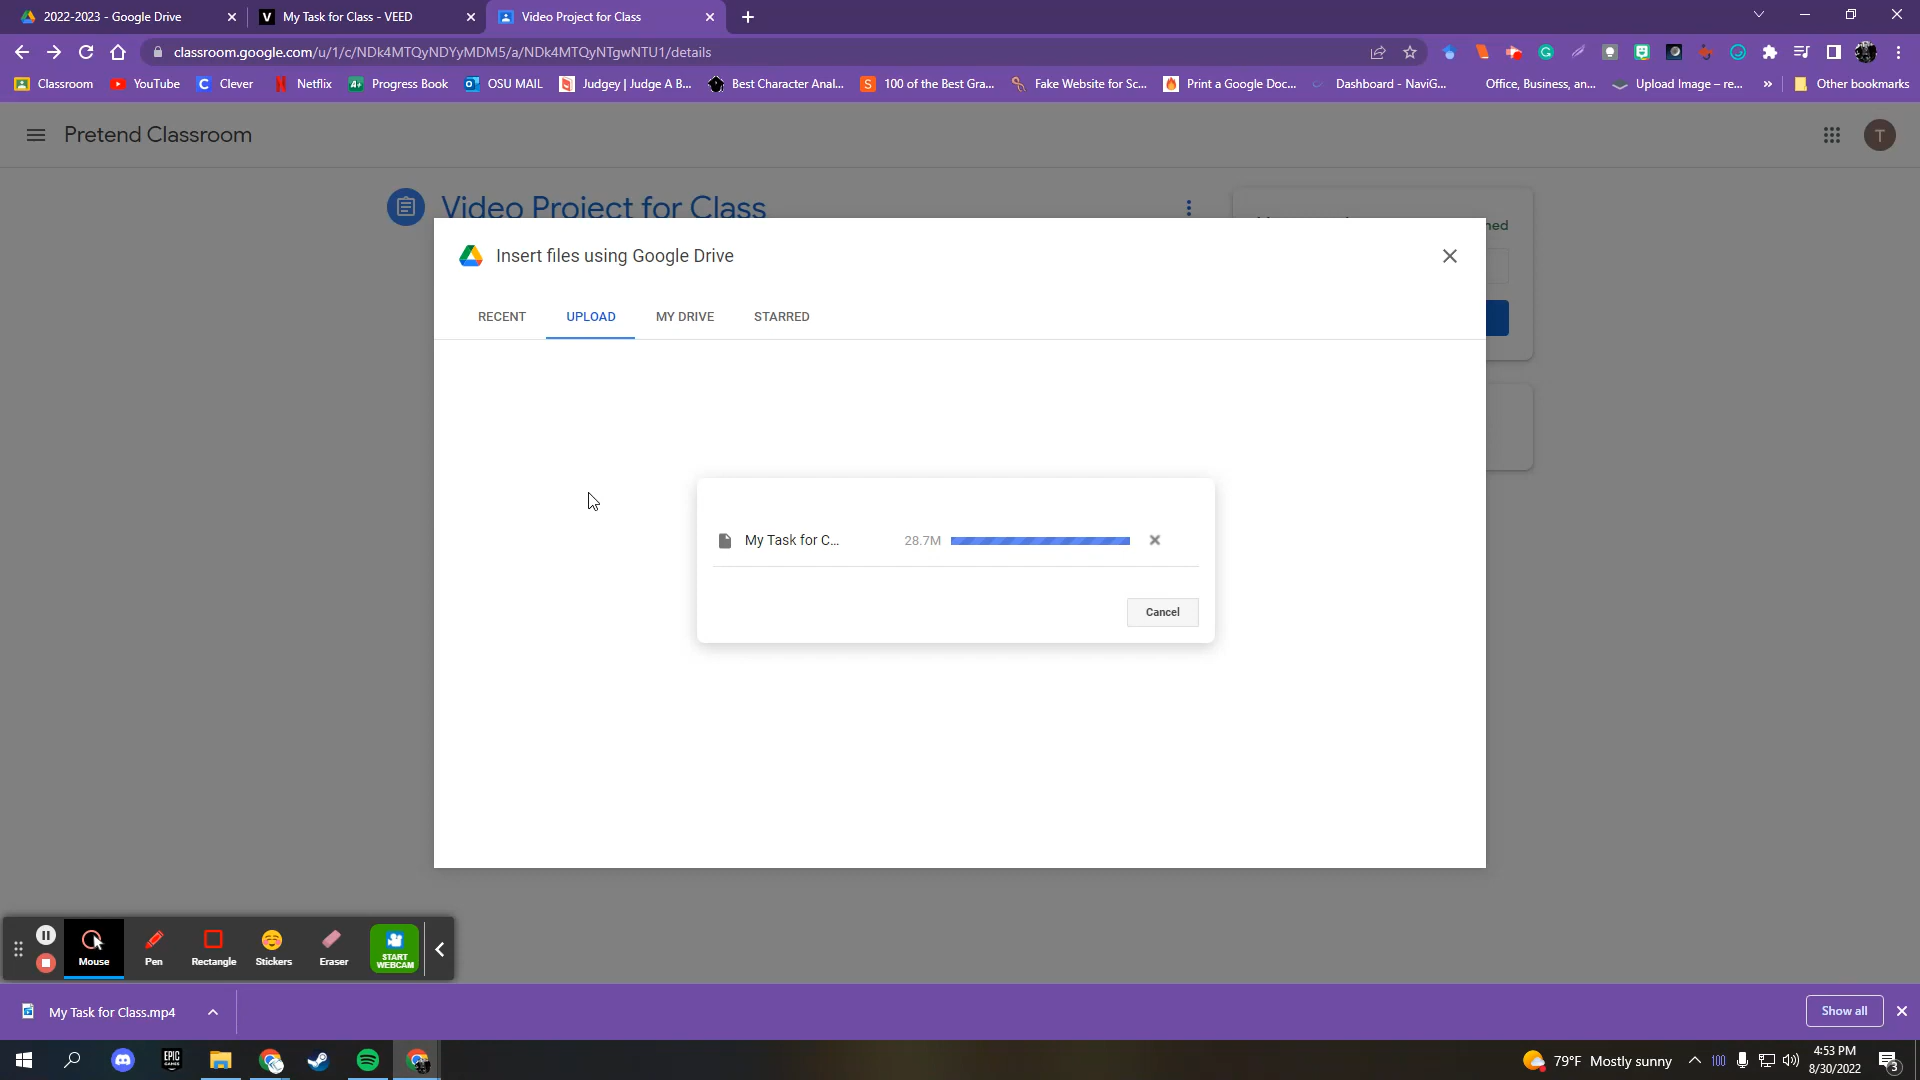 2022-2023 - Google Drive
My Task for Class - VEED
Video Project for Class
classroom.google.com/u/1/c/NDk4MTQyNDYyMDM5/a/NDk4MTQyNTgwNTU1/details
Classroom
YouTube
Clever
Netflix
Progress Book
OSU MAIL
Judgey | Judge A B...
Best Character Anal...
100 of the Best Gra...
Fake Website for Sc...
Print a Google Doc...
Dashboard - NaviG...
Office, Business, an...
Upload Image – re...
Other bookmarks
Pretend Classroom
T
Video Project for Class
ned
Insert files using Google Drive
RECENT
UPLOAD
MY DRIVE
STARRED
My Task for C...
28.7M
Cancel
Mouse
Pen
Rectangle
Stickers
Eraser
START
WEBCAM
My Task for Class.mp4
Show all
EPIC
GAMES
79°F Mostly sunny
100
4:53 PM
8/30/2022
3